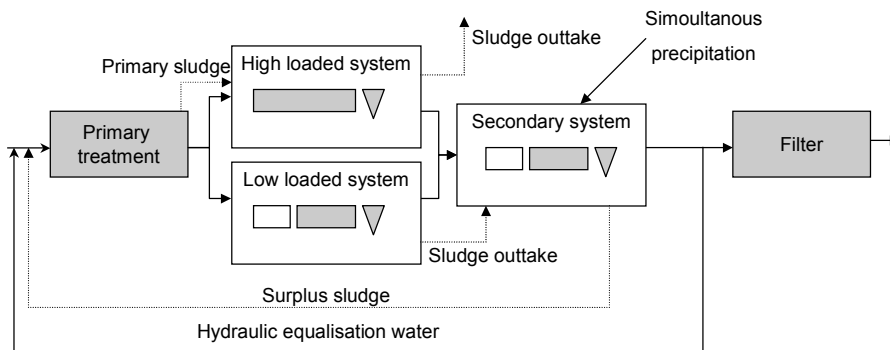 Simoultanous
precipitation
Sludge outtake
Primary sludge
High loaded system
Primary
treatment
Secondary system
Filter
Low loaded system
Sludge outtake
Surplus sludge
Hydraulic equalisation water